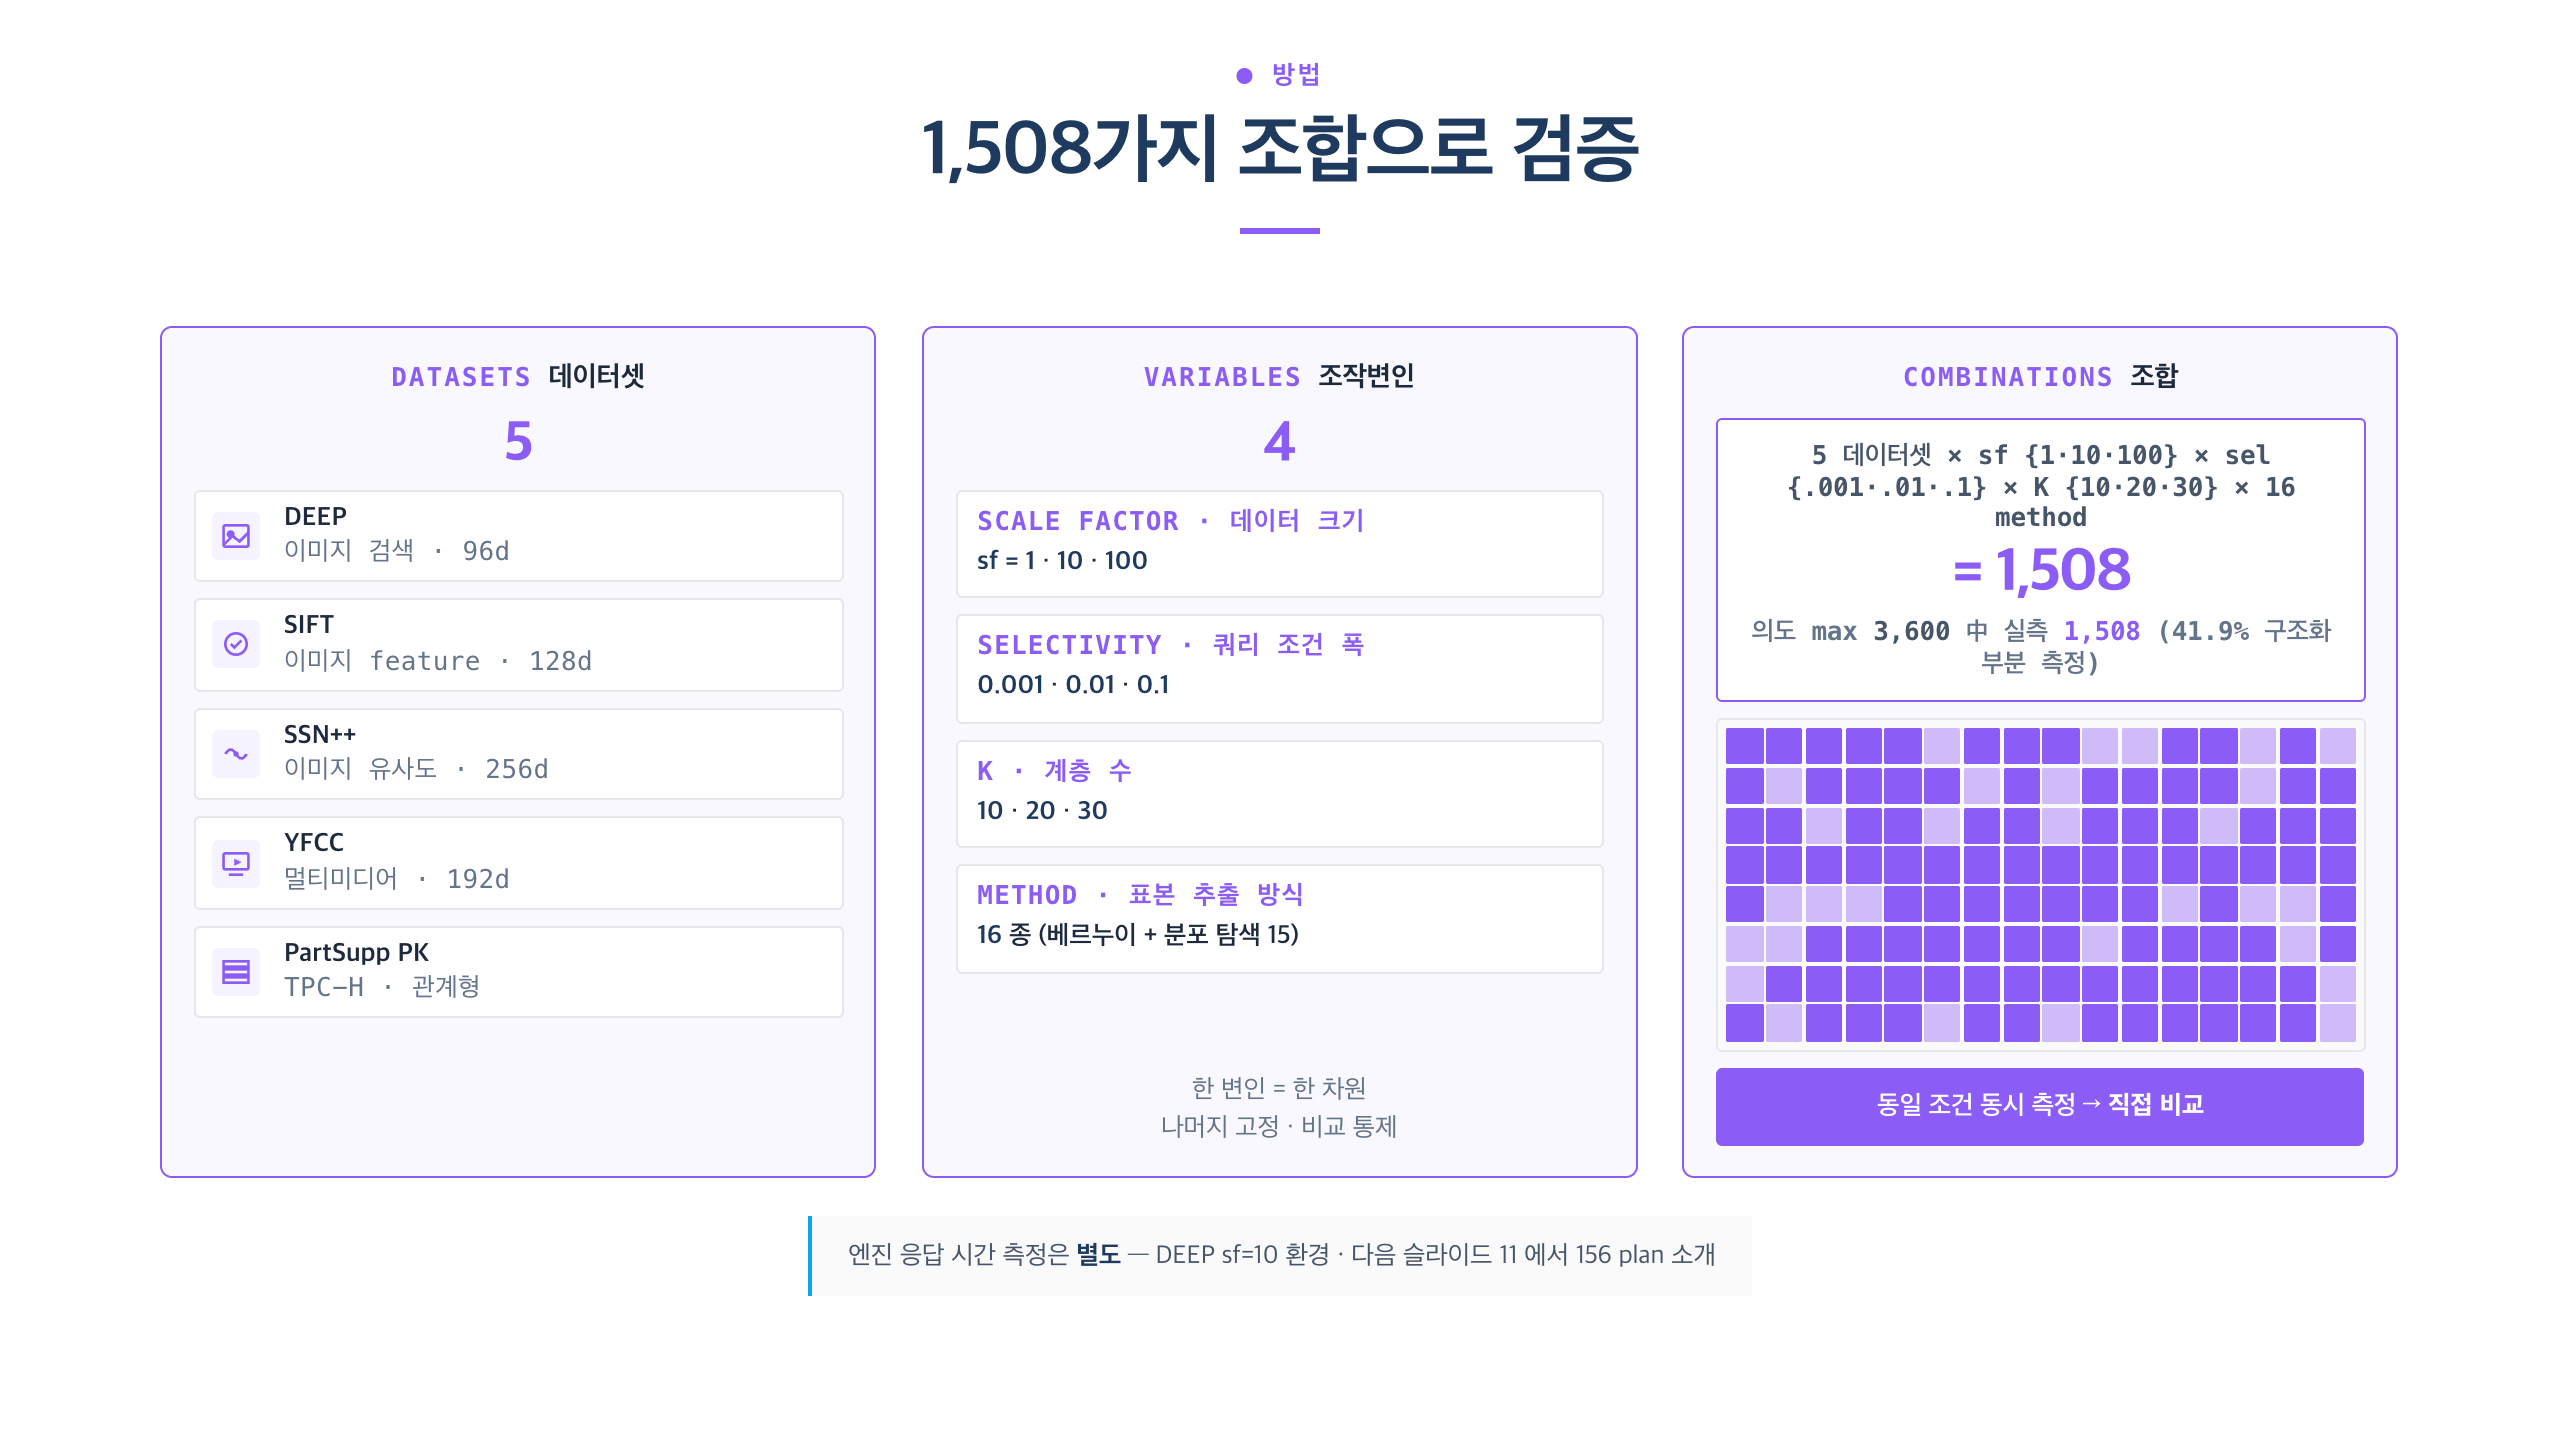 방법
1,508가지 조합으로 검증
DATASETS 데이터셋
5
DEEP
이미지 검색 · 96d
SIFT
이미지 feature · 128d
SSN++
이미지 유사도 · 256d
YFCC
멀티미디어 · 192d
PartSupp PK
TPC-H · 관계형
VARIABLES 조작변인
4
SCALE FACTOR · 데이터 크기
sf = 1 · 10 · 100
SELECTIVITY · 쿼리 조건 폭
0.001 · 0.01 · 0.1
K · 계층 수
10 · 20 · 30
METHOD · 표본 추출 방식
16 종 (베르누이 + 분포 탐색 15)
한 변인 = 한 차원
나머지 고정 · 비교 통제
COMBINATIONS 조합
5 데이터셋 × sf {1·10·100} × sel
{.001·.01·.1} × K {10·20·30} × 16
method
= 1,508
의도 max 3,600 中 실측 1,508 (41.9% 구조화
부분 측정)
동일 조건 동시 측정 → 직접 비교
엔진 응답 시간 측정은 별도 — DEEP sf=10 환경 · 다음 슬라이드 11 에서 156 plan 소개